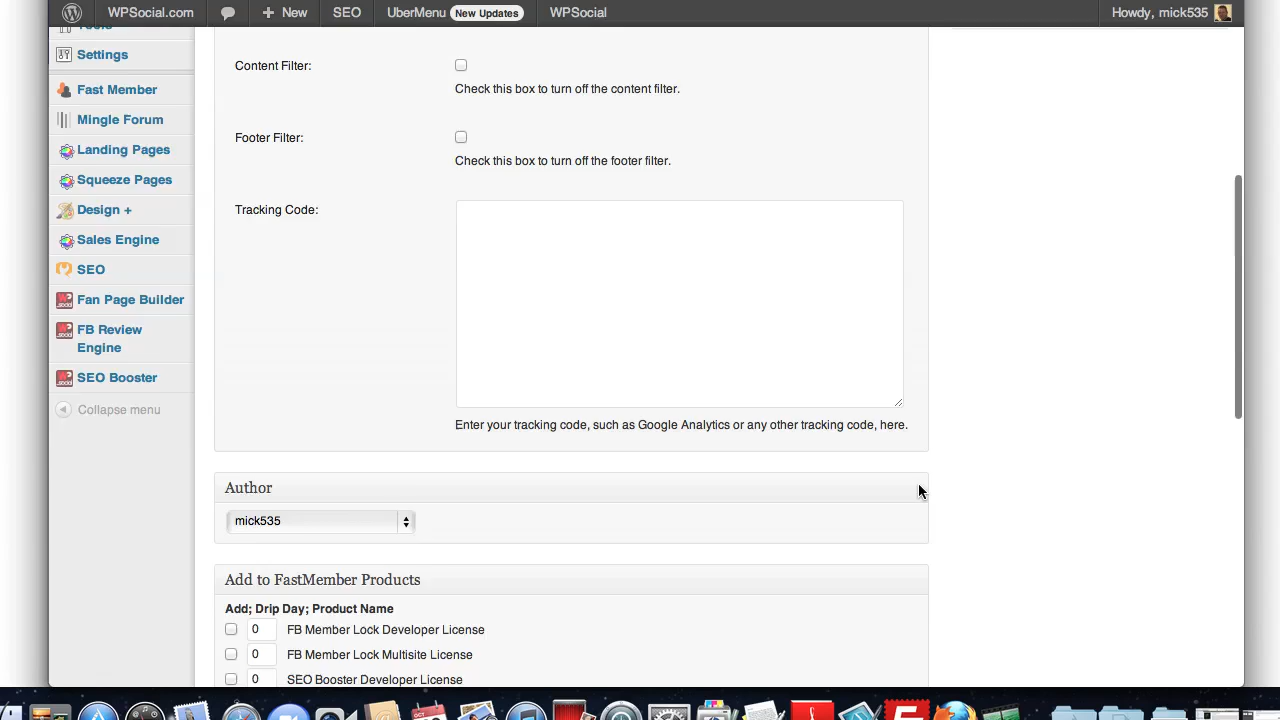 WPSocial.com
New
SEO
UberMenu New Updates
WPSocial
Howdy, mick535
Tools
Settings
Fast Member
Mingle Forum
Landing Pages
Squeeze Pages
Design +
Sales Engine
SEO
Fan Page Builder
FB Review
Engine
SEO Booster
Collapse menu
Content Filter:
Check this box to turn off the content filter.
Footer Filter:
Check this box to turn off the footer filter.
Tracking Code:
Enter your tracking code, such as Google Analytics or any other tracking code, here.
Author
mick535
Add to FastMember Products
Add; Drip Day; Product Name
0 FB Member Lock Developer License
0 FB Member Lock Multisite License
0 SEO Booster Developer License